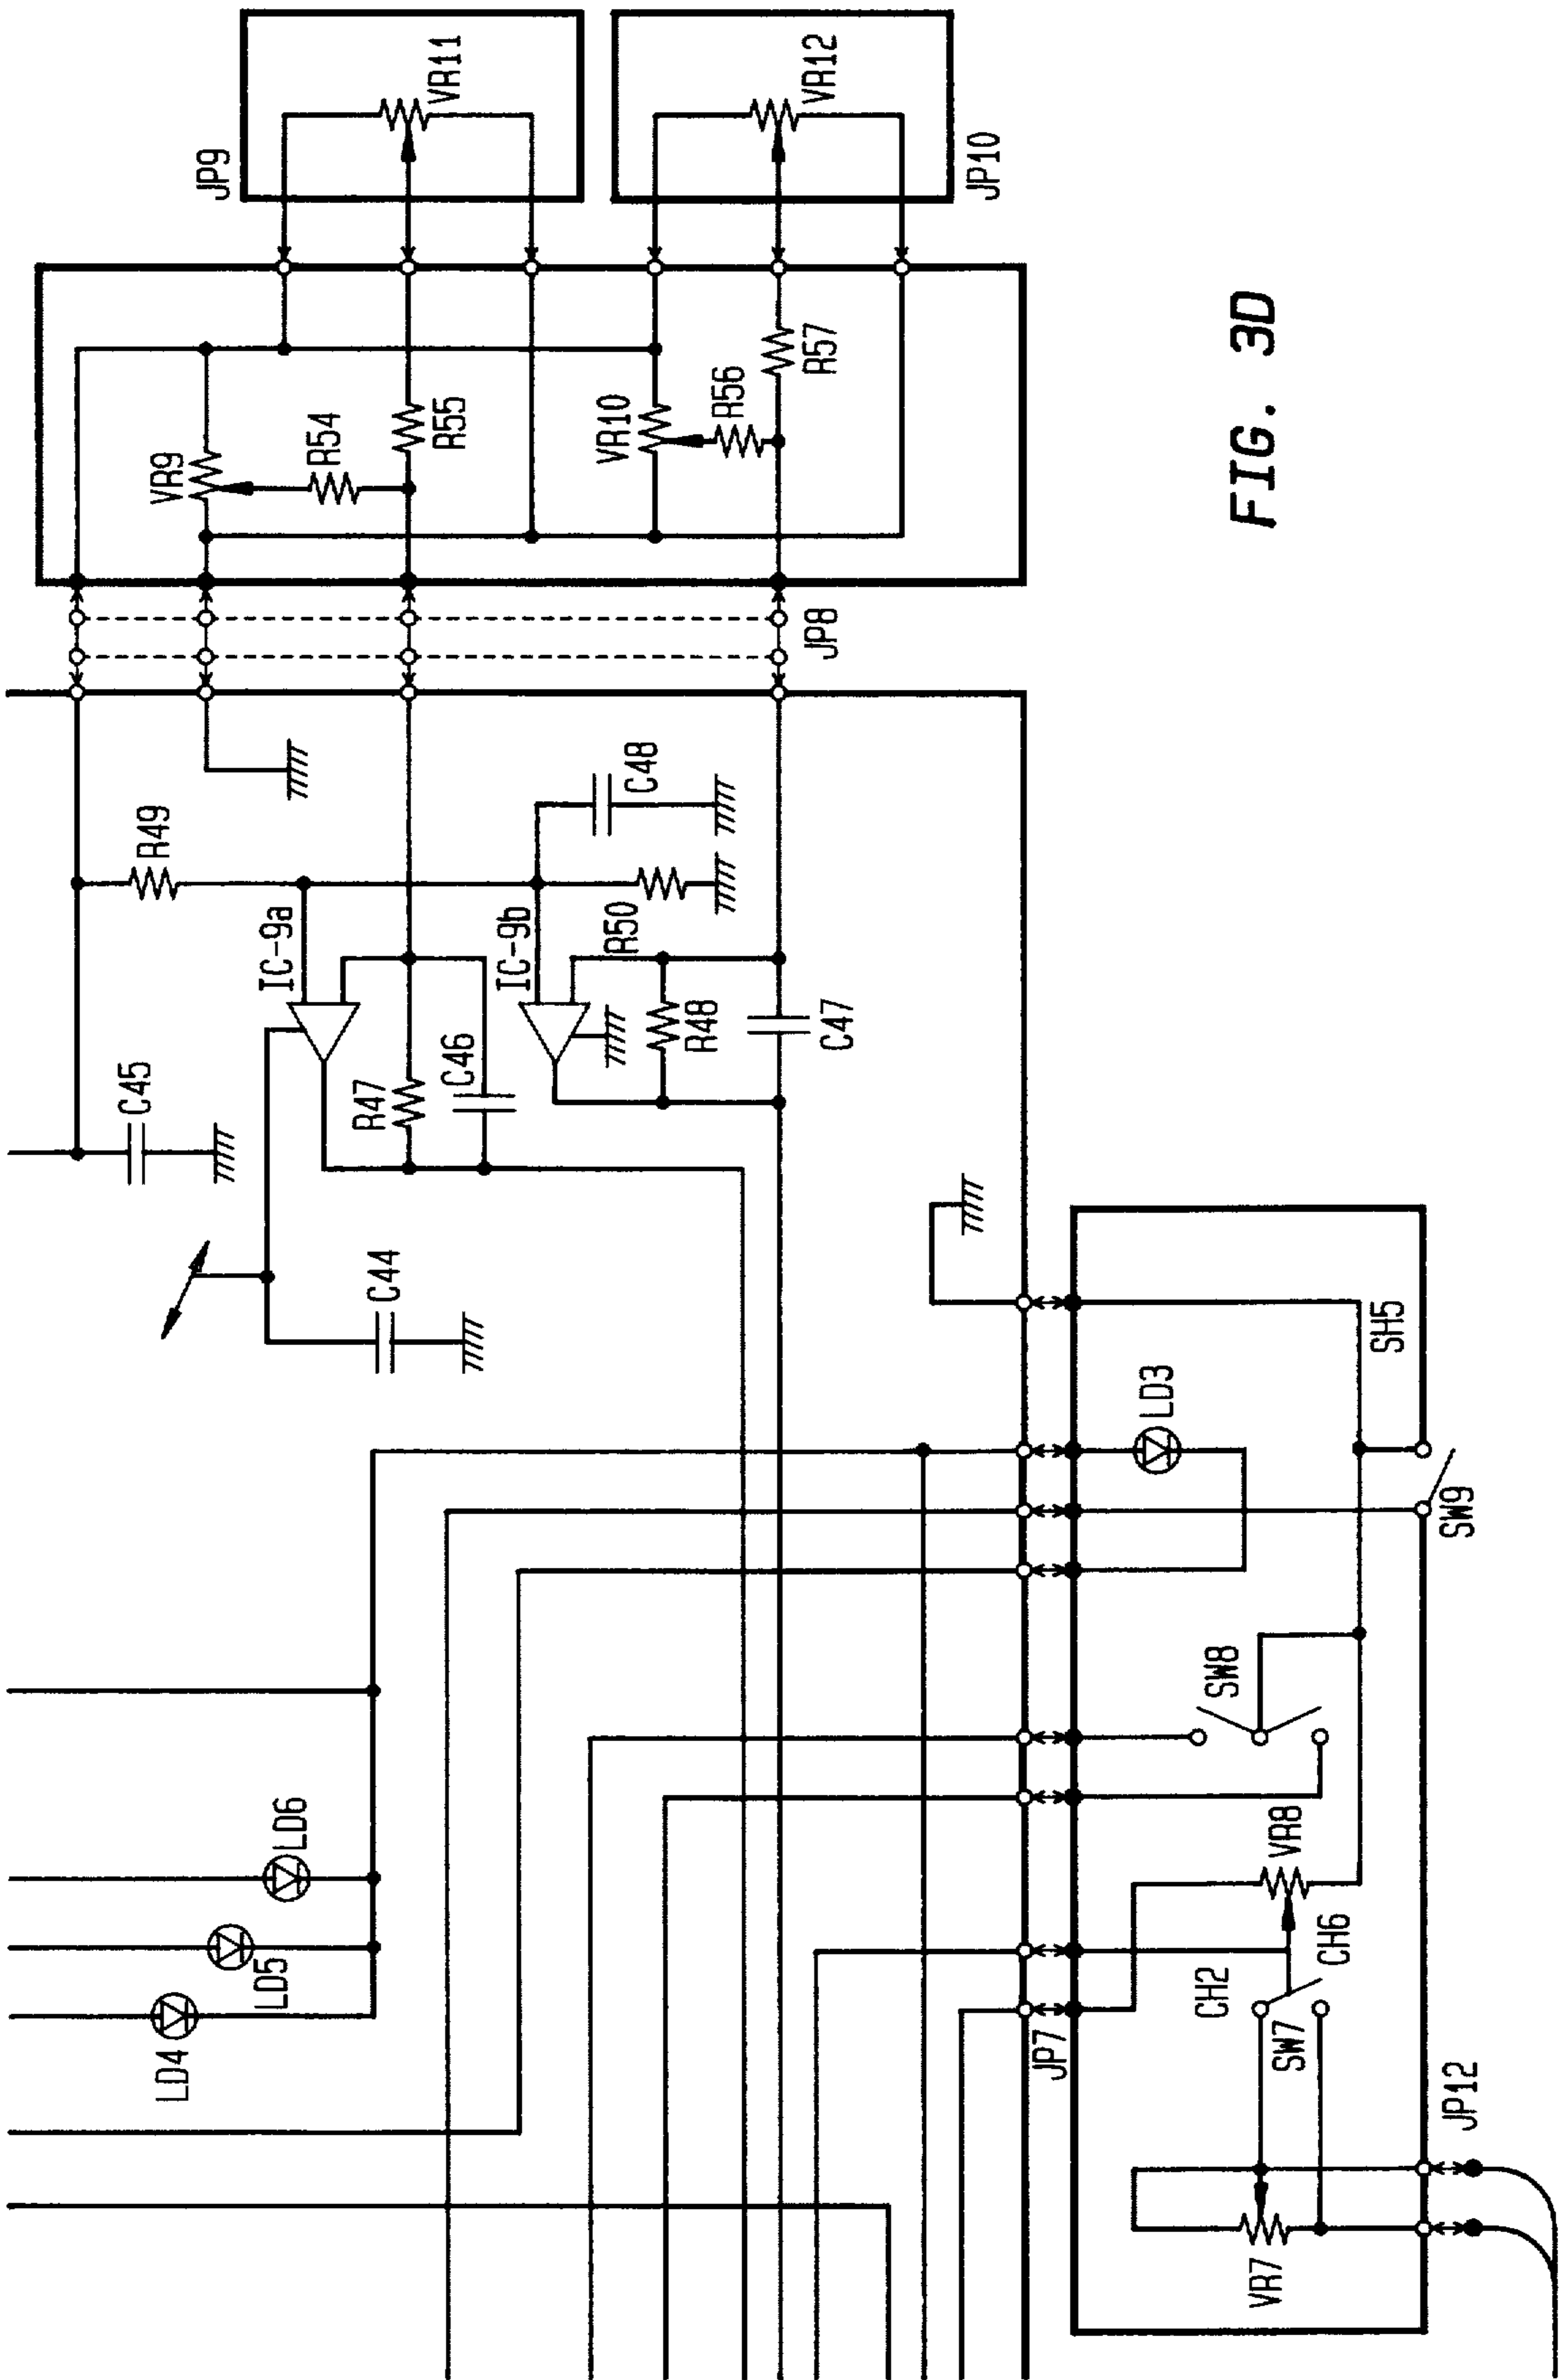 JP9
VR11
VR12
JP10
VR9
R54
R55
VR10
R56
R57
FIG. 3D
JP8
R49
C48
IC-9a
IC-9b
R50
C45
R47
C46
R48
C47
C44
SH5
LD3
SW9
SW8
LD6
LD5
LD4
VR8
CH6
CH2
SW7
JP7
JP12
VR7